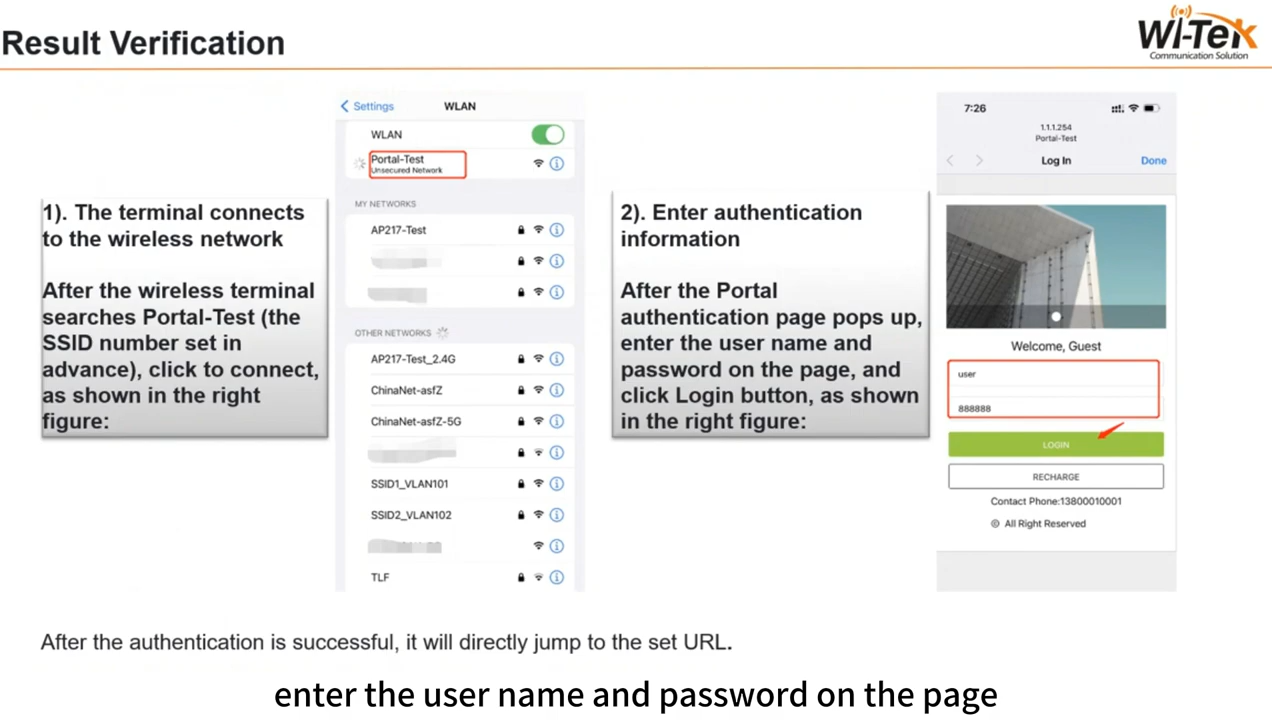 Result Verification
WI-TeK
Communication Solution
1). The terminal connects
to the wireless network
After the wireless terminal
searches Portal-Test (the
SSID number set in
advance), click to connect,
as shown in the right
figure:
Settings
WLAN
WLAN
Portal-Test
Unsecured Network
MY NETWORKS
AP217-Test
OTHER NETWORKS
AP217-Test_2.4G
ChinaNet-asfZ
ChinaNet-asfZ-5G
SSID1_VLAN101
SSID2_VLAN102
TLF
2). Enter authentication
information
After the Portal
authentication page pops up,
enter the user name and
password on the page, and
click Login button, as shown
in the right figure:
7:26
1.1.1.254
Portal-Test
Log In
Done
Welcome, Guest
user
888888
LOGIN
RECHARGE
Contact Phone:13800010001
© All Right Reserved
After the authentication is successful, it will directly jump to the set URL.
enter the user name and password on the page